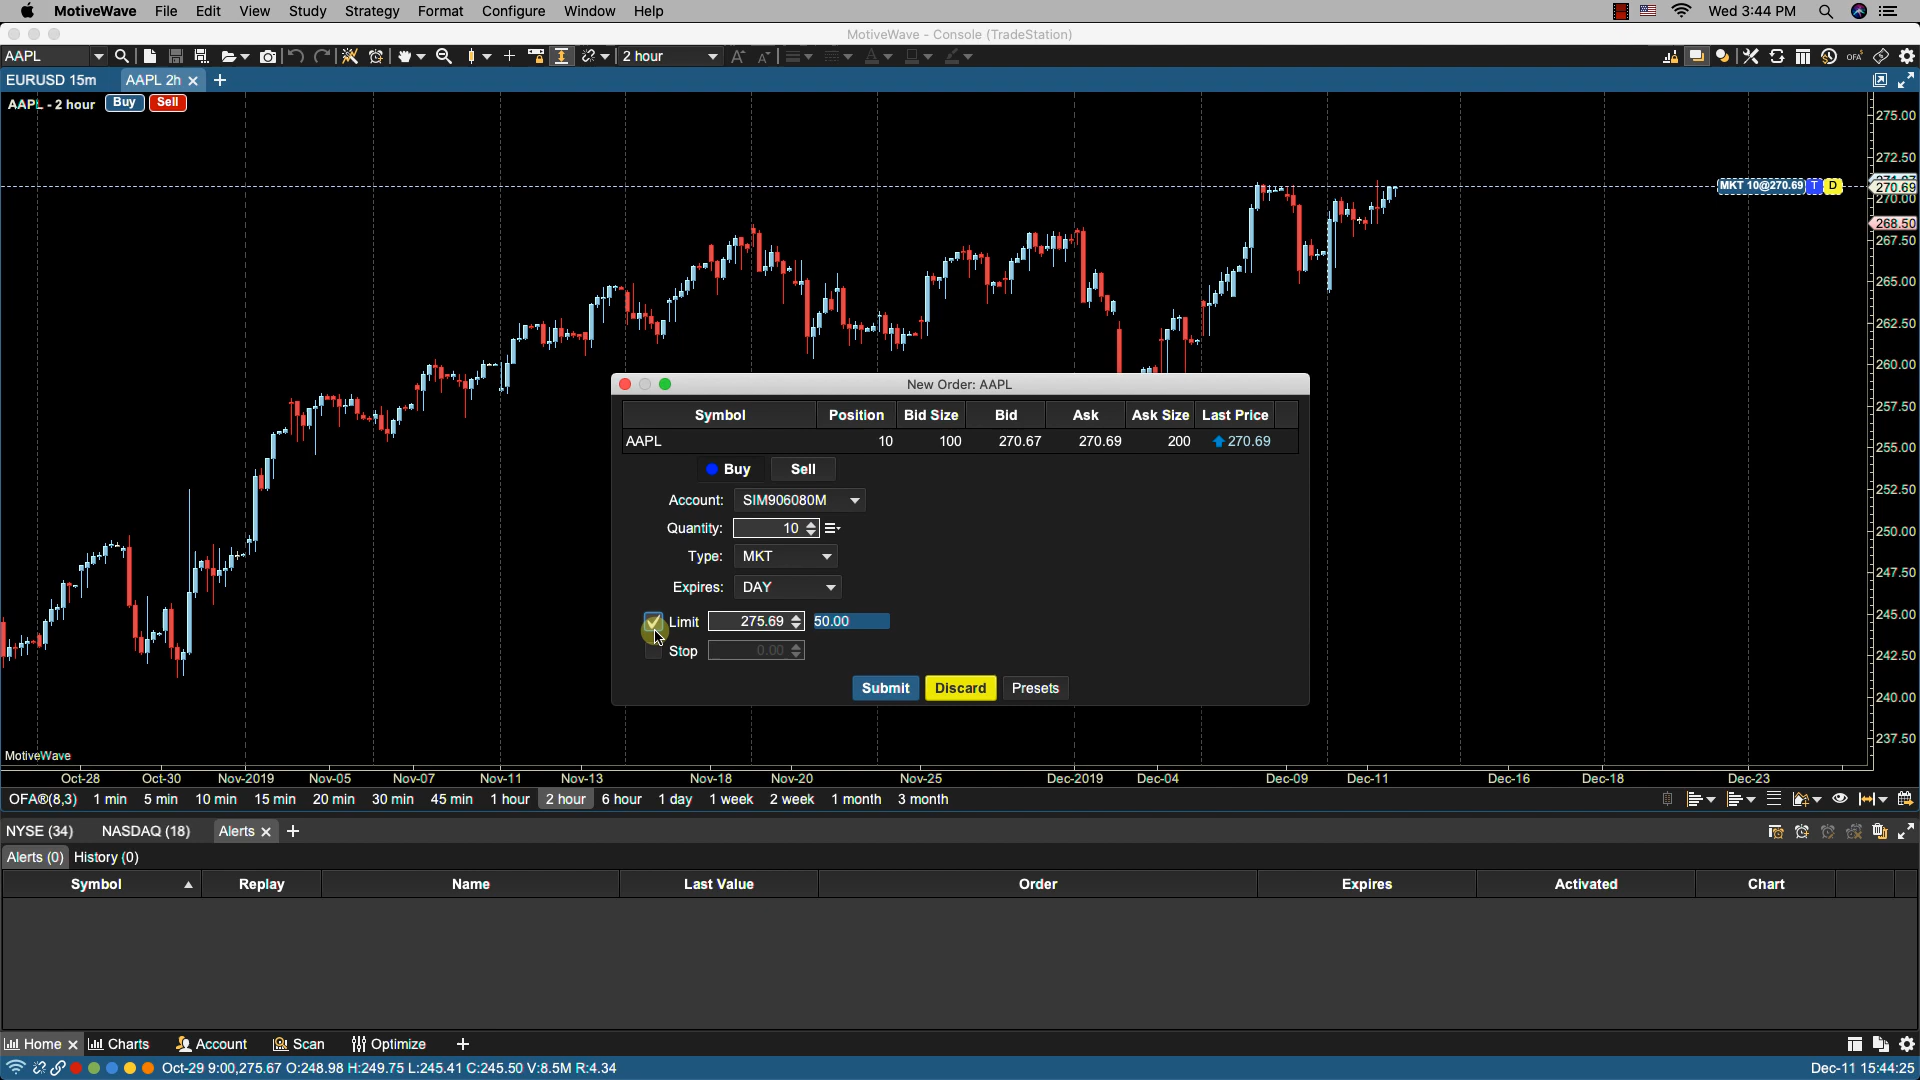 MotiveWave File Edit View Study Strategy Format Configure Window Help Wed 3:44 PM
MotiveWave - Console (TradeStation)
AAPL 2 hour
EURUSD 15m AAPL 2h
AAPL - 2 hour Buy Sell
275.00
272.50
MKT 10@270.69 T D 270.69
270.00
268.50
267.50
265.00
262.50
260.00
257.50
255.00
252.50
250.00
247.50
245.00
242.50
240.00
237.50
New Order: AAPL
Symbol Position Bid Size Bid Ask Ask Size Last Price
AAPL 10 100 270.67 270.69 200 270.69
Buy Sell
Account: SIM906080M
Quantity: 10
Type: MKT
Expires: DAY
Limit 275.69 50.00
Stop 0.00
Submit Discard Presets
MotiveWave
Oct-28 Oct-30 Nov-2019 Nov-05 Nov-07 Nov-11 Nov-13 Nov-18 Nov-20 Nov-25 Dec-2019 Dec-04 Dec-09 Dec-11 Dec-16 Dec-18 Dec-23
OFA®(8,3) 1 min 5 min 10 min 15 min 20 min 30 min 45 min 1 hour 2 hour 6 hour 1 day 1 week 2 week 1 month 3 month
NYSE (34) NASDAQ (18) Alerts
Alerts (0) History (0)
Symbol Replay Name Last Value Order Expires Activated Chart
Home Charts Account Scan Optimize
Oct-29 9:00,275.67 O:248.98 H:249.75 L:245.41 C:245.50 V:8.5M R:4.34 Dec-11 15:44:25